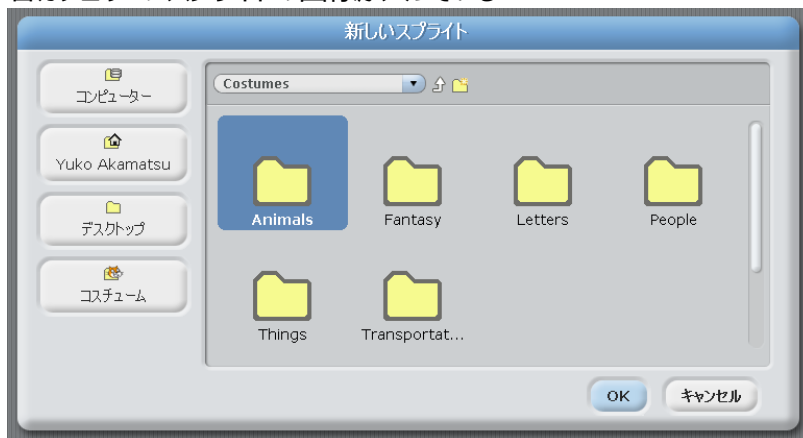 新しいスプライト
コンピューター
Yuko Akamatsu
デスクトップ
コスチューム
Costumes
Animals
Fantasy
Letters
People
Things
Transportat...
OK
キャンセル